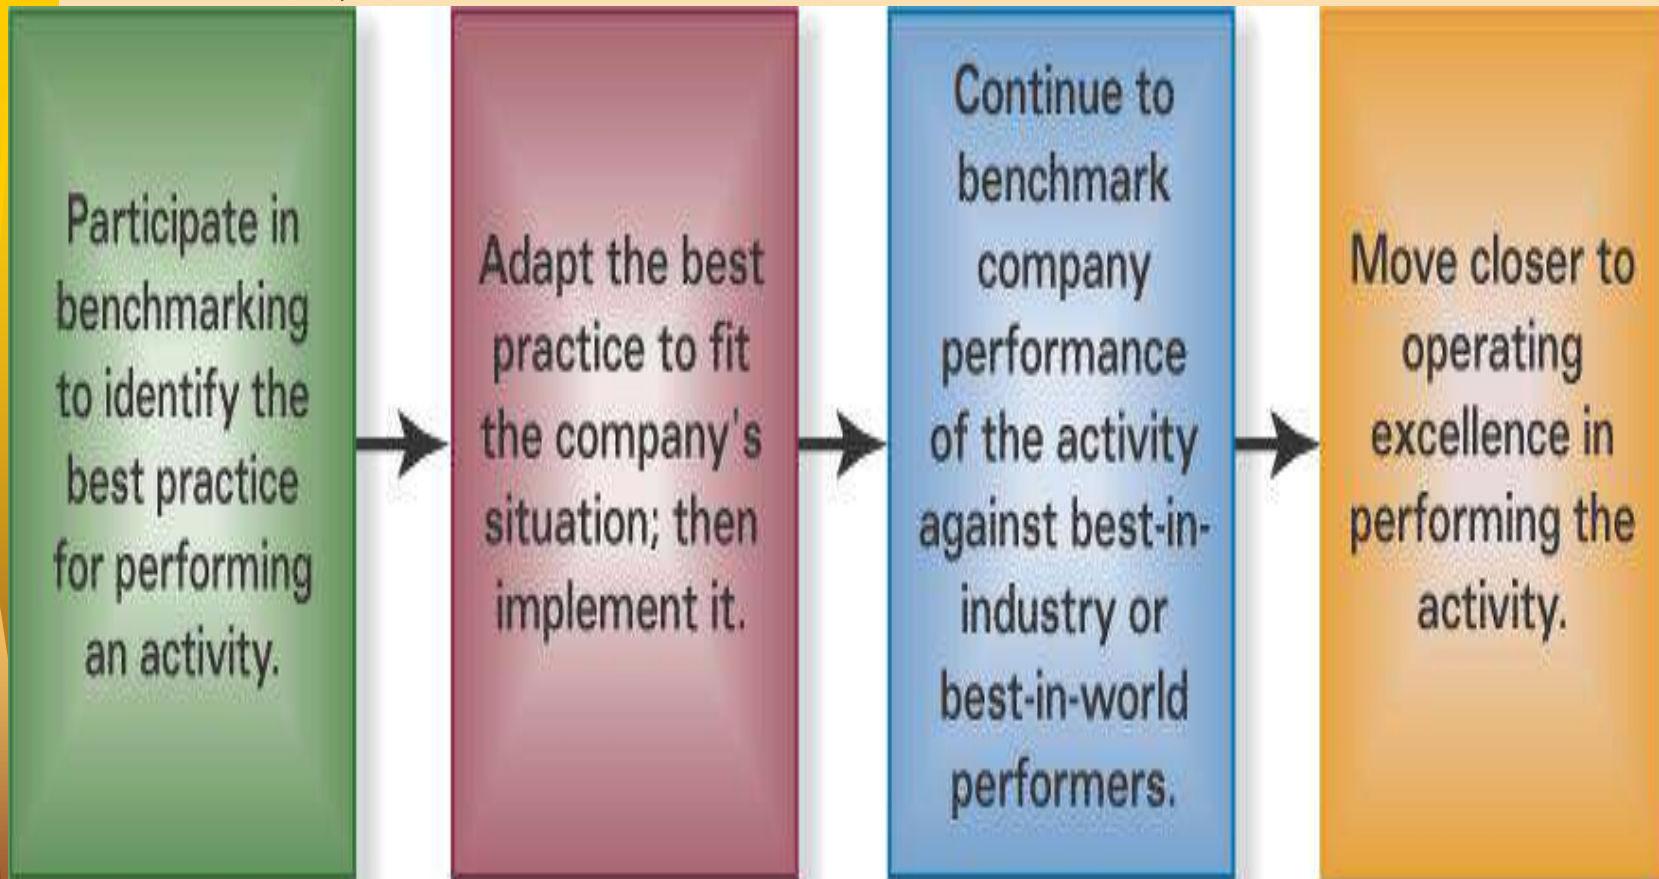 Participate in
benchmarking
to identify the
best practice
for performing
an activity.
Adapt the best
practice to fit
the company's
situation; then
implement it.
Continue to
benchmark
company
performance
of the activity
against best-in-
industry or
best-in-world
performers.
Move closer to
operating
excellence in
performing the
activity.